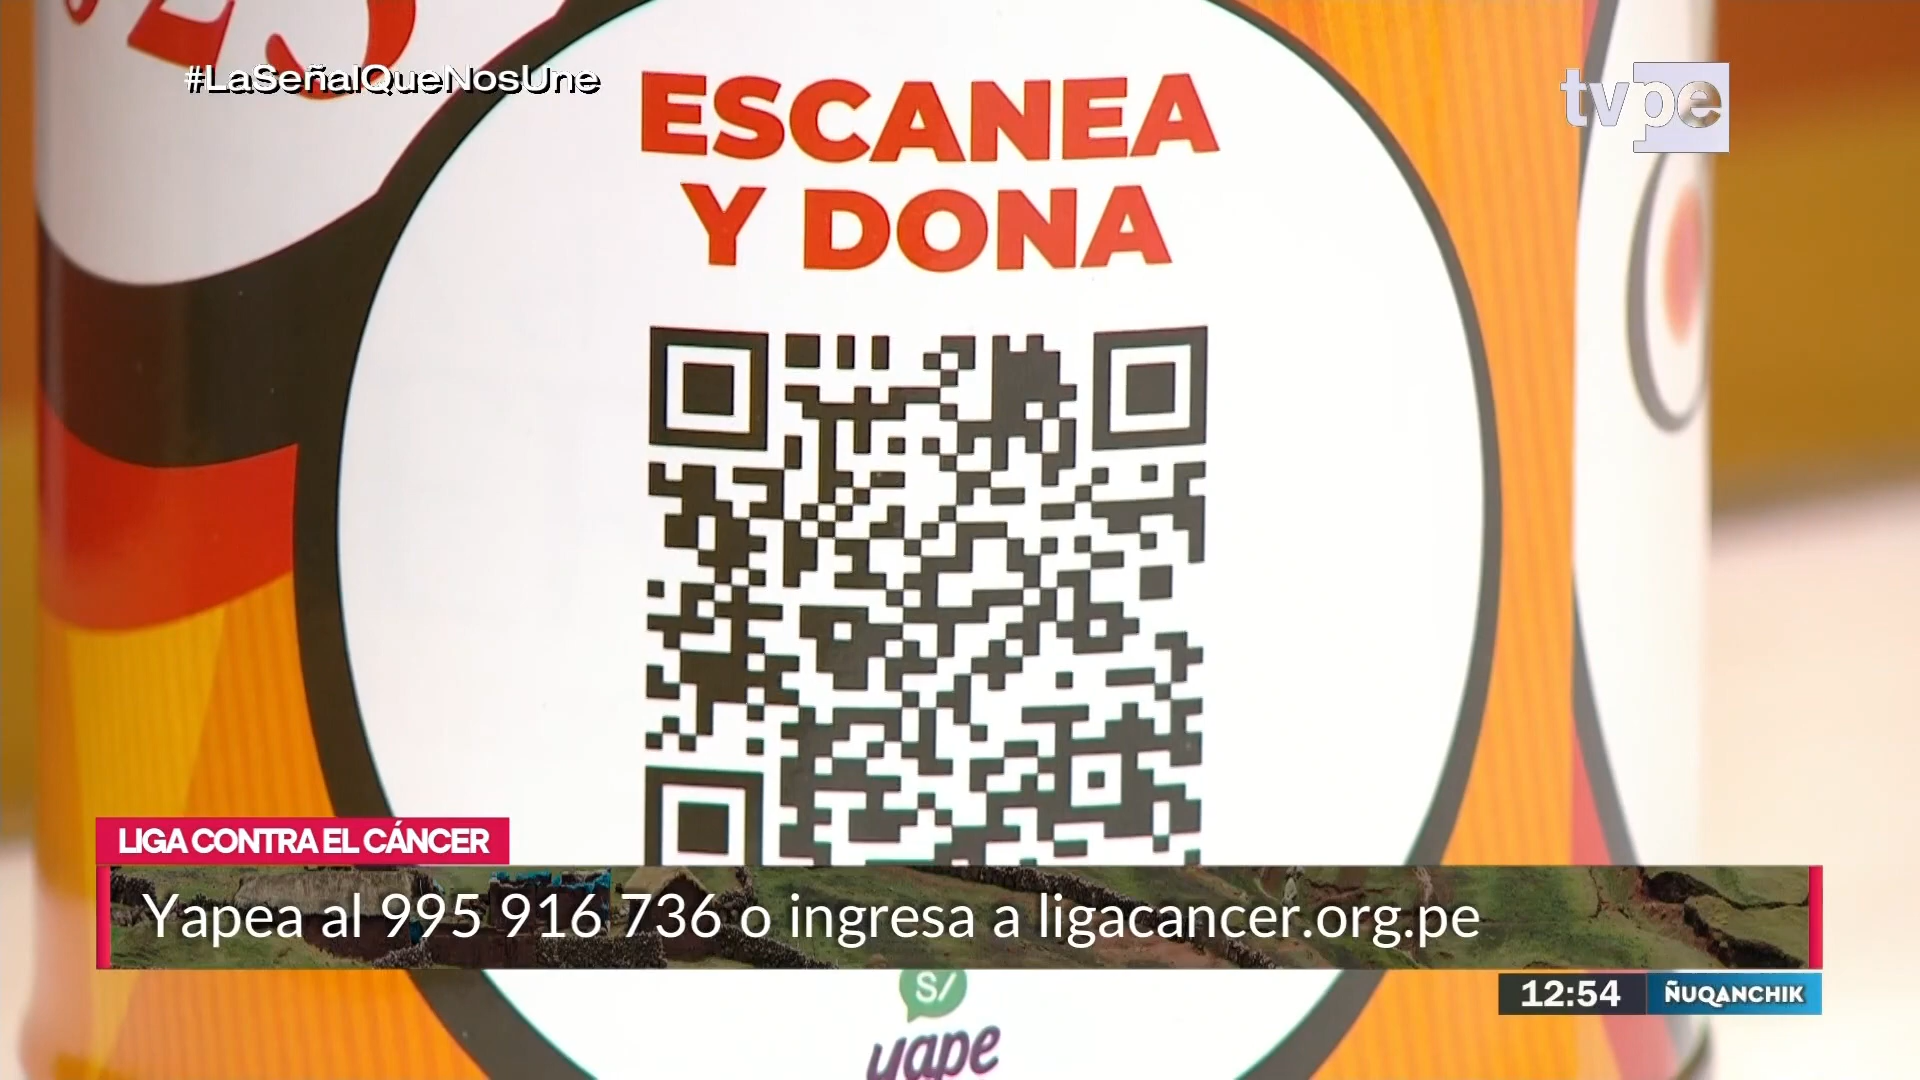 #LaSeñalQueNosUne
tvpe
ESCANEA
Y DONA
LIGA CONTRA EL CÁNCER
Yapea al 995 916 736 o ingresa a ligacancer.org.pe
S/
yape
12:54 ÑUQANCHIK